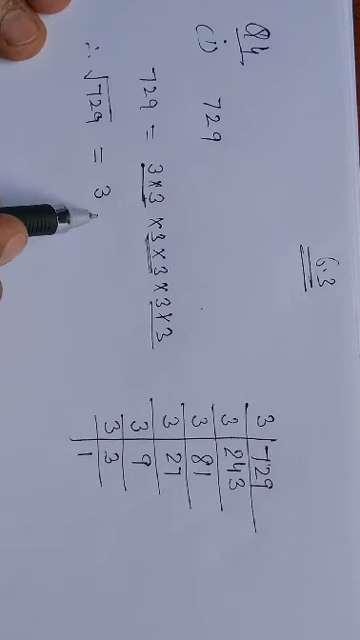 6.3
Q4
(i) 729
729 = 3×3 ×3×3×3×3
∴ √729 = 3
3 | 729
3 | 243
3 | 81
3 | 27
3 | 9
3 | 3
1